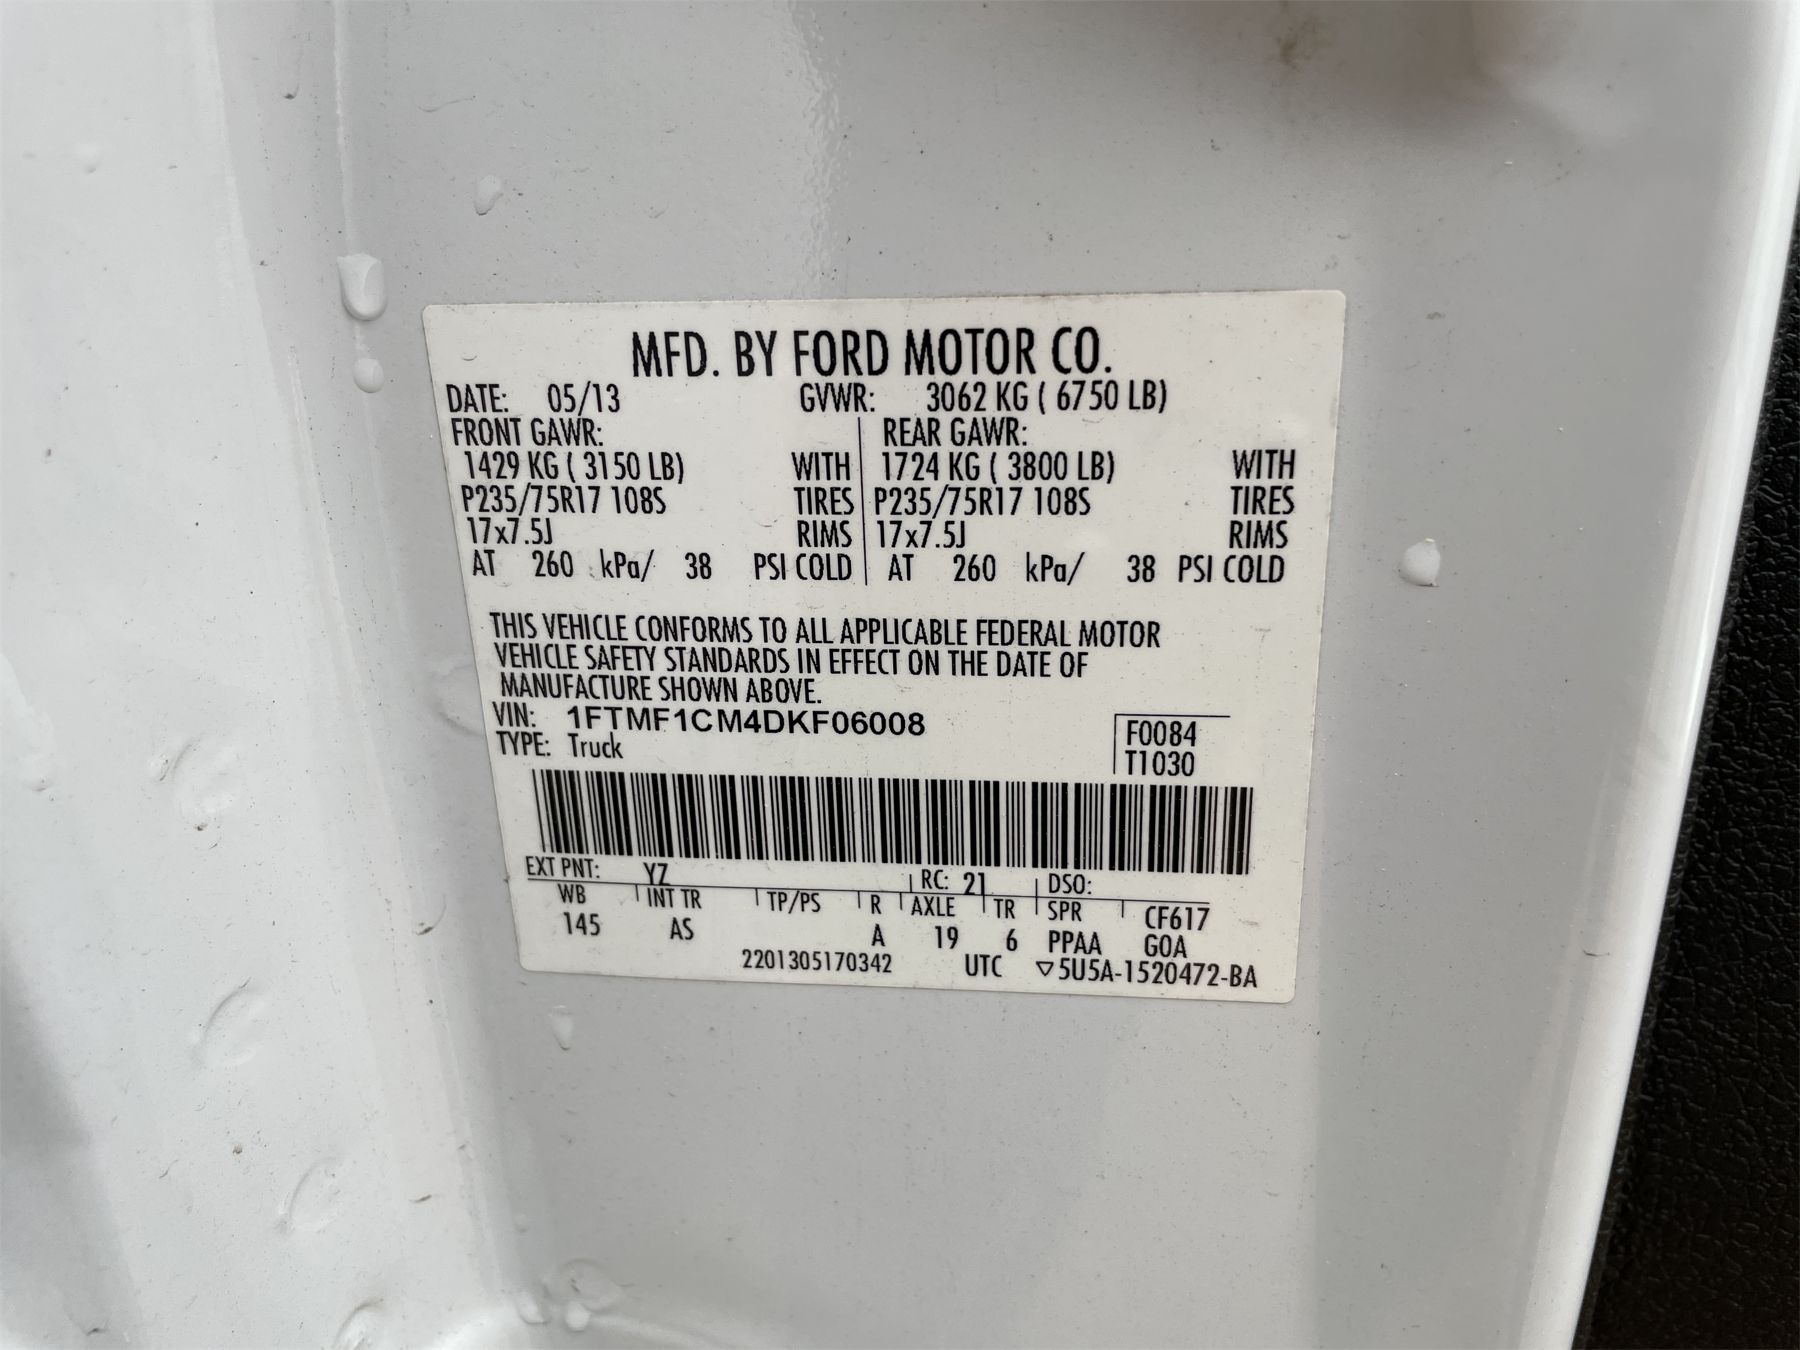 MFD. BY FORD MOTOR CO.
DATE: 05/13 GVWR: 3062 KG ( 6750 LB)
FRONT GAWR: REAR GAWR:
1429 KG ( 3150 LB) WITH 1724 KG ( 3800 LB) WITH
P235/75R17 108S TIRES P235/75R17 108S TIRES
17x7.5J RIMS 17x7.5J RIMS
AT 260 kPa/ 38 PSI COLD AT 260 kPa/ 38 PSI COLD
THIS VEHICLE CONFORMS TO ALL APPLICABLE FEDERAL MOTOR
VEHICLE SAFETY STANDARDS IN EFFECT ON THE DATE OF
MANUFACTURE SHOWN ABOVE.
VIN: 1FTMF1CM4DKF06008 F0084
TYPE: Truck T1030
EXT PNT: YZ RC: 21 DSO:
WB INT TR TP/PS R AXLE TR SPR CF617
145 AS A 19 6 PPAA GOA
2201305170342 UTC ▽5U5A-1520472-BA